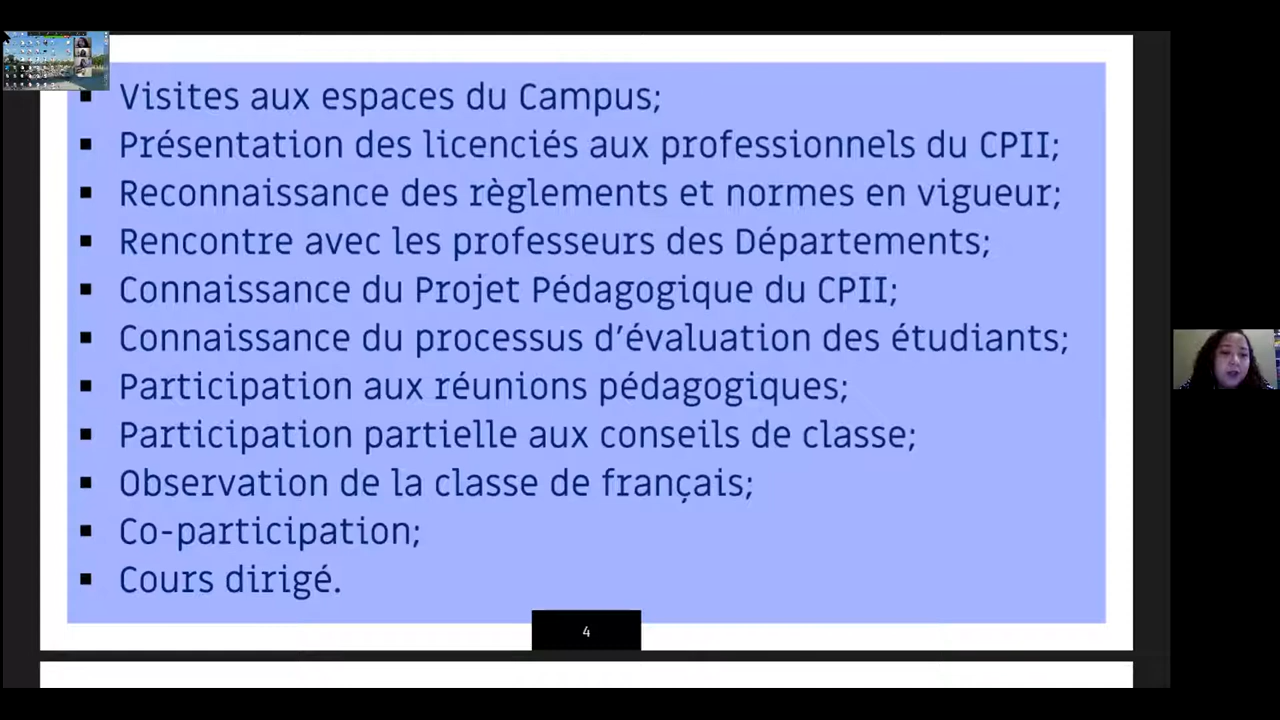 Visites aux espaces du Campus;
Présentation des licenciés aux professionnels du CPII;
Reconnaissance des règlements et normes en vigueur;
Rencontre avec les professeurs des Départements;
Connaissance du Projet Pédagogique du CPII;
Connaissance du processus d'évaluation des étudiants;
Participation aux réunions pédagogiques;
Participation partielle aux conseils de classe;
Observation de la classe de français;
Co-participation;
Cours dirigé.
4